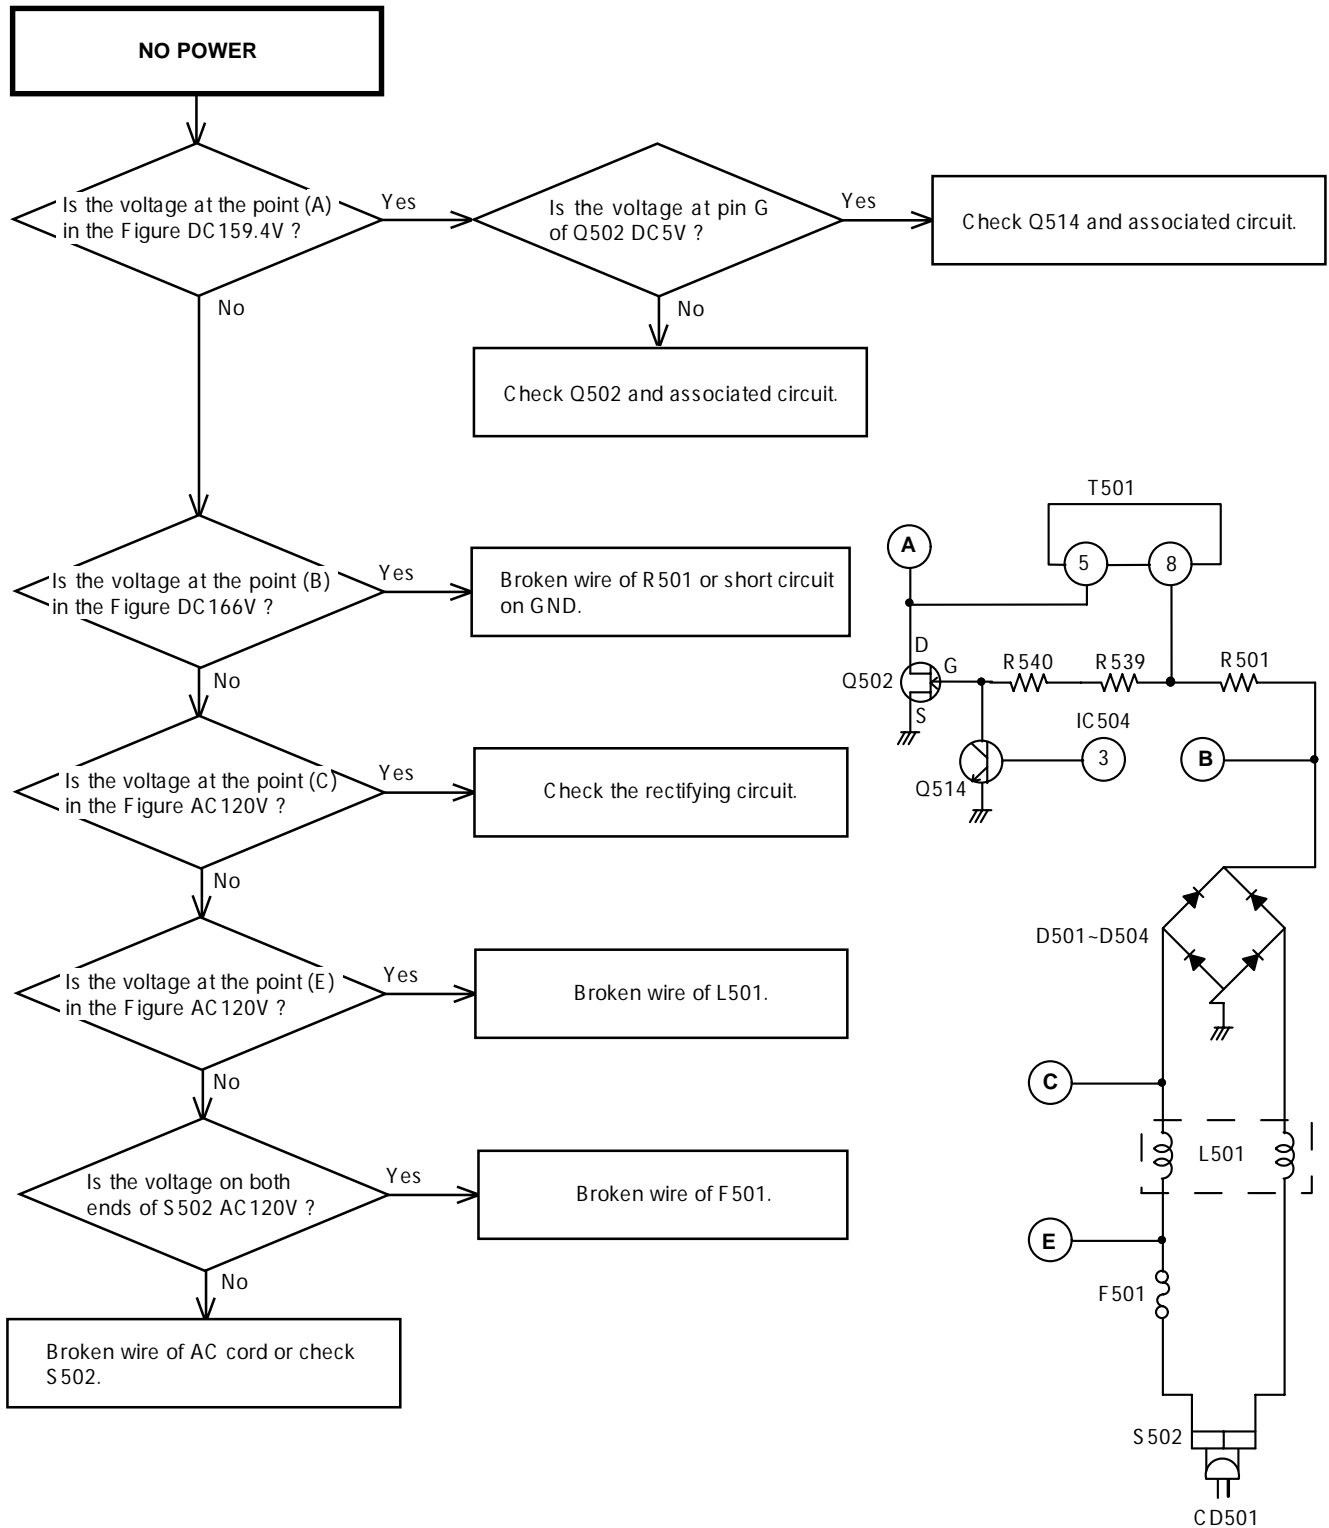 NO POWER
Is the voltage at the point (A)
in the Figure DC159.4V ?
Yes
Is the voltage at pin G
of Q502 DC5V ?
Yes
Check Q514 and associated circuit.
No
No
Check Q502 and associated circuit.
Is the voltage at the point (B)
in the Figure DC166V ?
Yes
Broken wire of R501 or short circuit
on GND.
No
Is the voltage at the point (C)
in the Figure AC120V ?
Yes
Check the rectifying circuit.
No
Is the voltage at the point (E)
in the Figure AC120V ?
Yes
Broken wire of L501.
No
Is the voltage on both
ends of S502 AC120V ?
Yes
Broken wire of F501.
No
Broken wire of AC cord or check
S502.
T501
A
5
8
D
G
Q502
S
R540
R539
R501
IC504
3
B
Q514
D501~D504
C
L501
E
F501
S502
CD501